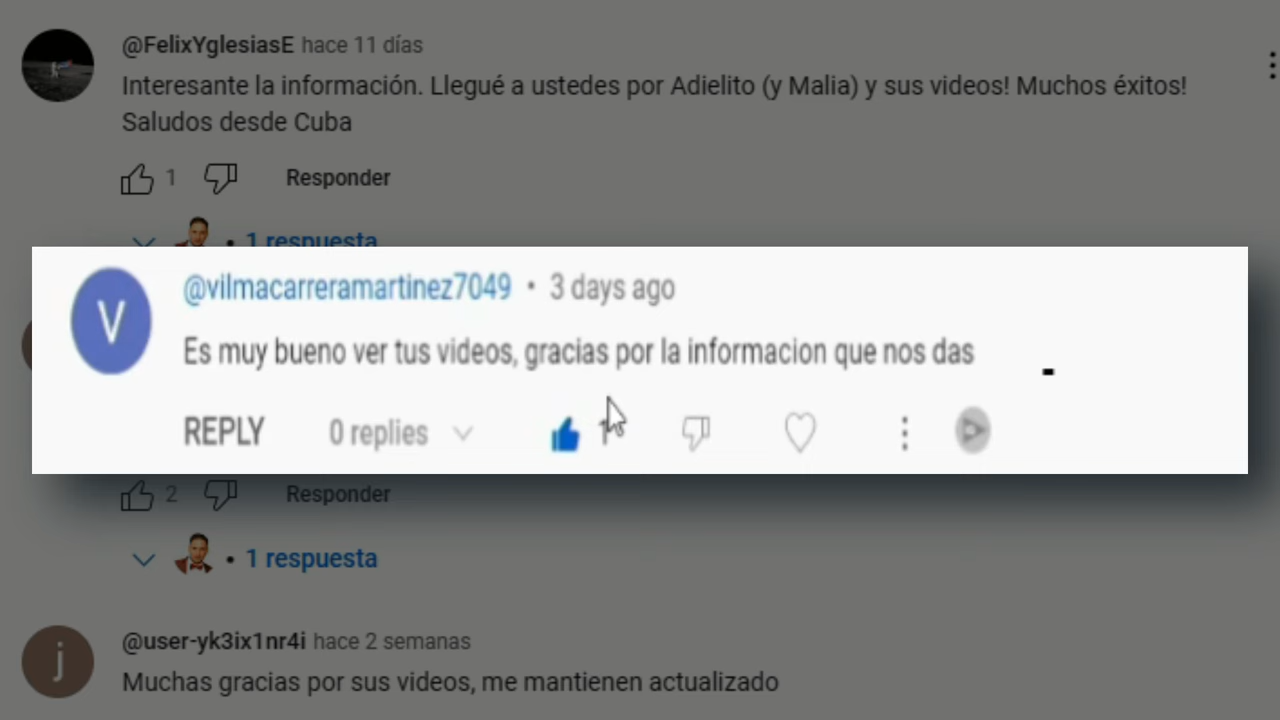 @FelixYglesiasE hace 11 días
Interesante la información. Llegué a ustedes por Adielito (y Malia) y sus videos! Muchos éxitos!
Saludos desde Cuba
1 Responder
• 1 respuesta
V @vilmacarreramartinez7049 • 3 days ago
Es muy bueno ver tus videos, gracias por la informacion que nos das
REPLY 0 replies
2 Responder
• 1 respuesta
j @user-yk3ix1nr4i hace 2 semanas
Muchas gracias por sus videos, me mantienen actualizado